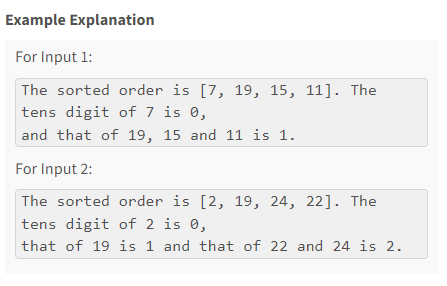 Example Explanation
For Input 1:
The sorted order is [7, 19, 15, 11]. The
tens digit of 7 is 0,
and that of 19, 15 and 11 is 1.
For Input 2:
The sorted order is [2, 19, 24, 22]. The
tens digit of 2 is 0,
that of 19 is 1 and that of 22 and 24 is 2.